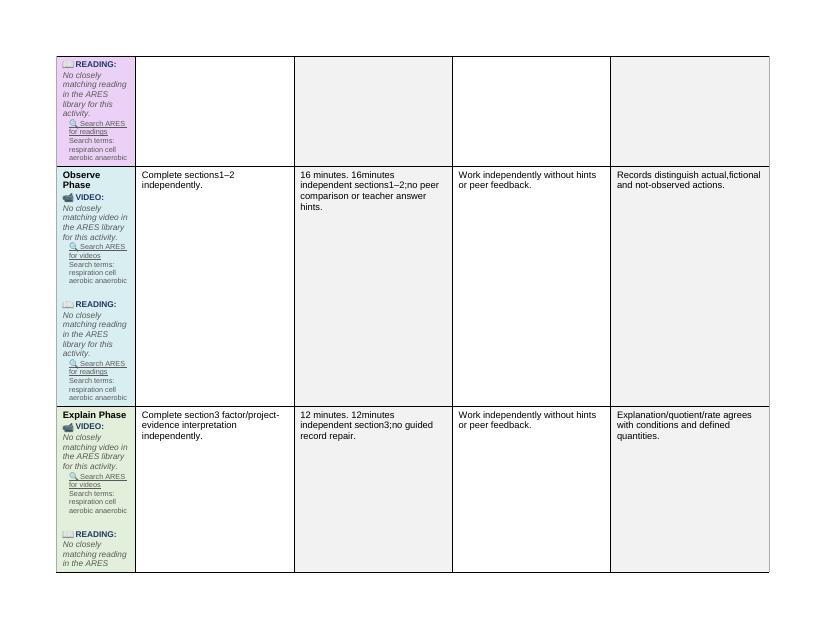 📖 READING:
No closely
matching reading
in the ARES
library for this
activity.
🔍 Search ARES
for readings
Search terms:
respiration cell
aerobic anaerobic
Observe
Phase
📹 VIDEO:
No closely
matching video in
the ARES library
for this activity.
🔍 Search ARES
for videos
Search terms:
respiration cell
aerobic anaerobic
📖 READING:
No closely
matching reading
in the ARES
library for this
activity.
🔍 Search ARES
for readings
Search terms:
respiration cell
aerobic anaerobic
Complete sections1–2
independently.
16 minutes. 16minutes
independent sections1–2;no peer
comparison or teacher answer
hints.
Work independently without hints
or peer feedback.
Records distinguish actual,fictional
and not-observed actions.
Explain Phase
📹 VIDEO:
No closely
matching video in
the ARES library
for this activity.
🔍 Search ARES
for videos
Search terms:
respiration cell
aerobic anaerobic
📖 READING:
No closely
matching reading
in the ARES
Complete section3 factor/project-
evidence interpretation
independently.
12 minutes. 12minutes
independent section3;no guided
record repair.
Work independently without hints
or peer feedback.
Explanation/quotient/rate agrees
with conditions and defined
quantities.